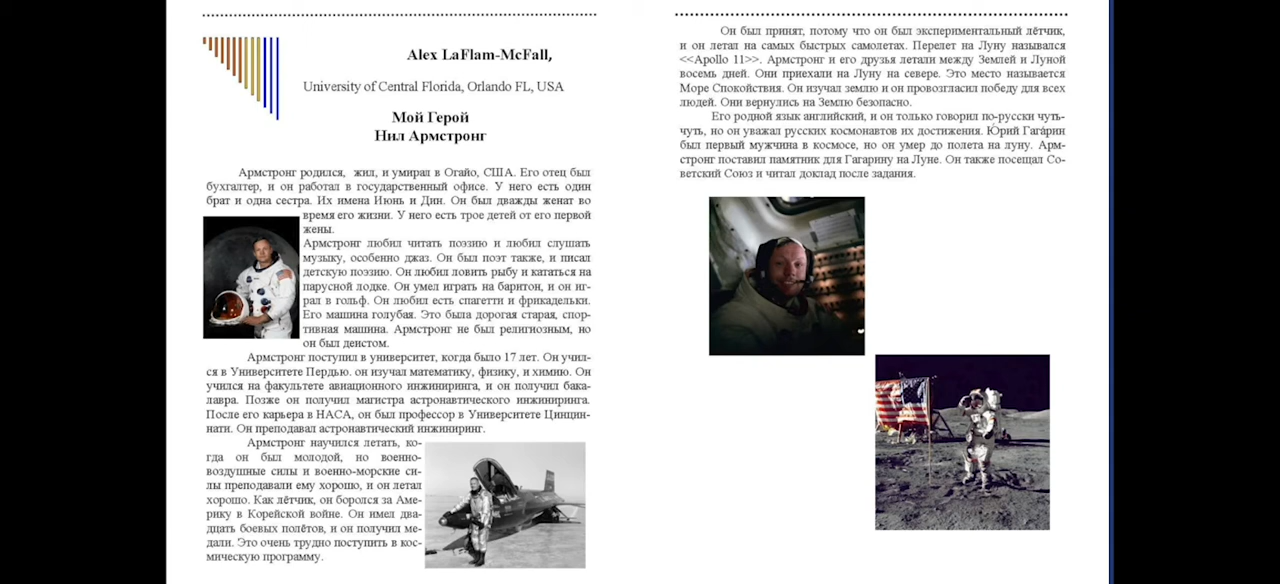 Alex LaFlam-McFall,
University of Central Florida, Orlando FL, USA
Мой Герой
Нил Армстронг
Армстронг родился, жил, и умирал в Огайо, США. Его отец был
бухгалтер, и он работал в государственный офисе. У него есть один
брат и одна сестра. Их имена Июнь и Дин. Он был дважды женат во
время его жизни. У него есть трое детей от его первой
жены.
Армстронг любил читать поэзию и любил слушать
музыку, особенно джаз. Он был поэт также, и писал
детскую поэзию. Он любил ловить рыбу и кататься на
парусной лодке. Он умел играть на баритон, и он иг-
рал в гольф. Он любил есть спагетти и фрикадельки.
Его машина голубая. Это была дорогая старая, спор-
тивная машина. Армстронг не был религиозным, но
он был деистом.
Армстронг поступил в университет, когда было 17 лет. Он учил-
ся в Университете Пердью. он изучал математику, физику, и химию. Он
учился на факультете авиационного инжиниринга, и он получил бака-
лавра. Позже он получил магистра астронавтического инжиниринга.
После его карьера в НАСА, он был профессор в Университете Цинцин-
нати. Он преподавал астронавтический инжиниринг.
Армстронг научился летать, ко-
гда он был молодой, но военно-
воздушные силы и военно-морские си-
лы преподавали ему хорошо, и он летал
хорошо. Как лётчик, он боролся за Аме-
рику в Корейской войне. Он имел два-
дцать боевых полётов, и он получил ме-
дали. Это очень трудно поступить в кос-
мическую программу.
Он был принят, потому что он был экспериментальный лётчик,
и он летал на самых быстрых самолетах. Перелет на Луну назывался
<<Apollo 11>>. Армстронг и его друзья летали между Землей и Луной
восемь дней. Они приехали на Луну на севере. Это место называется
Море Спокойствия. Он изучал землю и он провозгласил победу для всех
людей. Они вернулись на Землю безопасно.
Его родной язык английский, и он только говорил по-русски чуть-
чуть, но он уважал русских космонавтов их достижения. Юрий Гага́рин
был первый мужчина в космосе, но он умер до полета на луну. Арм-
стронг поставил памятник для Гагарину на Луне. Он также посещал Со-
ветский Союз и читал доклад после задания.